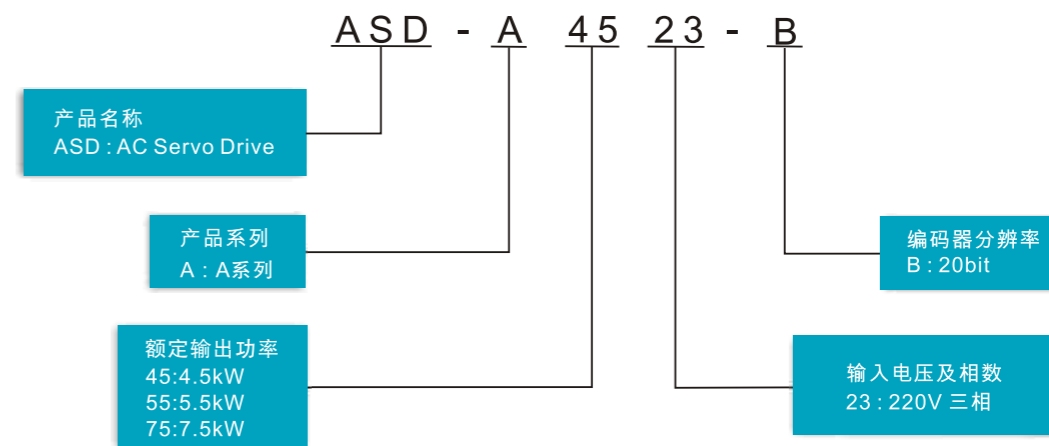 ASD - A 45 23 - B
产品名称
ASD : AC Servo Drive
产品系列
A : A系列
编码器分辨率
B : 20bit
额定输出功率
45:4.5kW
55:5.5kW
75:7.5kW
输入电压及相数
23 : 220V 三相